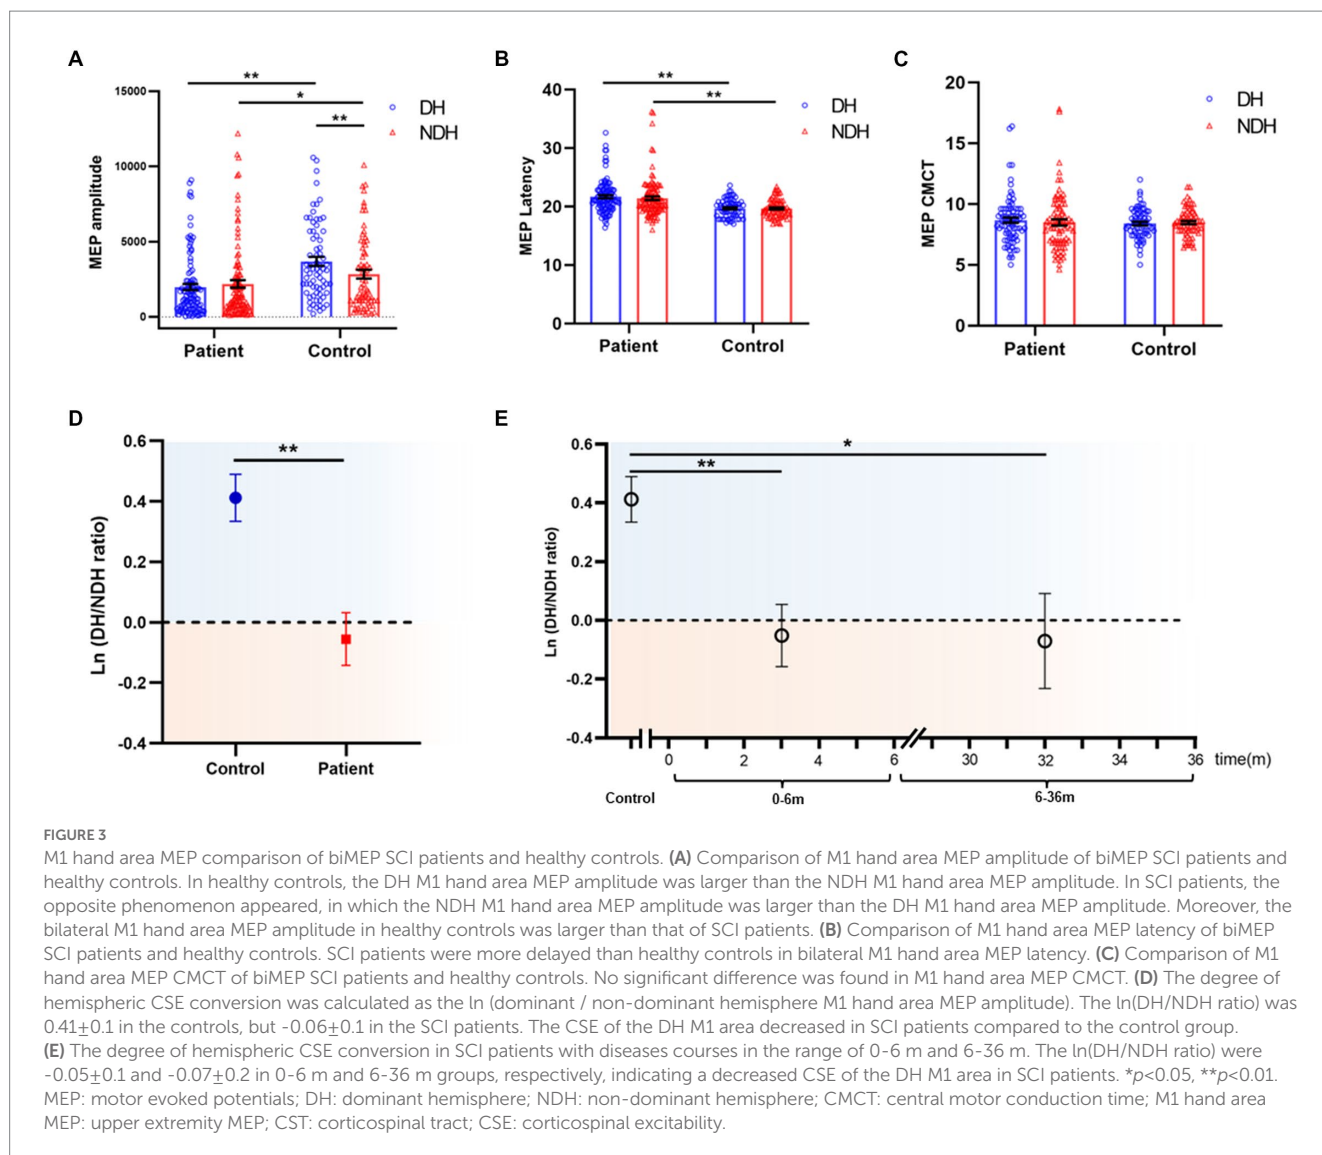 A
**
*
**
15000
10000
5000
0
MEP amplitude
DH
NDH
Patient
Control
B
**
**
40
30
20
10
0
MEP Latency
DH
NDH
Patient
Control
C
20
15
10
5
0
MEP CMCT
DH
NDH
Patient
Control
D
**
0.6
0.4
0.2
0.0
-0.2
-0.4
Ln (DH/NDH ratio)
Control
Patient
E
*
**
0.6
0.4
0.2
0.0
-0.2
-0.4
Ln (DH/NDH ratio)
0 2 4 6 30 32 34 36 time(m)
Control 0-6m 6-36m
FIGURE 3
M1 hand area MEP comparison of biMEP SCI patients and healthy controls. (A) Comparison of M1 hand area MEP amplitude of biMEP SCI patients and
healthy controls. In healthy controls, the DH M1 hand area MEP amplitude was larger than the NDH M1 hand area MEP amplitude. In SCI patients, the
opposite phenomenon appeared, in which the NDH M1 hand area MEP amplitude was larger than the DH M1 hand area MEP amplitude. Moreover, the
bilateral M1 hand area MEP amplitude in healthy controls was larger than that of SCI patients. (B) Comparison of M1 hand area MEP latency of biMEP
SCI patients and healthy controls. SCI patients were more delayed than healthy controls in bilateral M1 hand area MEP latency. (C) Comparison of M1
hand area MEP CMCT of biMEP SCI patients and healthy controls. No significant difference was found in M1 hand area MEP CMCT. (D) The degree of
hemispheric CSE conversion was calculated as the ln (dominant / non-dominant hemisphere M1 hand area MEP amplitude). The ln(DH/NDH ratio) was
0.41±0.1 in the controls, but -0.06±0.1 in the SCI patients. The CSE of the DH M1 area decreased in SCI patients compared to the control group.
(E) The degree of hemispheric CSE conversion in SCI patients with diseases courses in the range of 0-6 m and 6-36 m. The ln(DH/NDH ratio) were
-0.05±0.1 and -0.07±0.2 in 0-6 m and 6-36 m groups, respectively, indicating a decreased CSE of the DH M1 area in SCI patients. *p<0.05, **p<0.01.
MEP: motor evoked potentials; DH: dominant hemisphere; NDH: non-dominant hemisphere; CMCT: central motor conduction time; M1 hand area
MEP: upper extremity MEP; CST: corticospinal tract; CSE: corticospinal excitability.